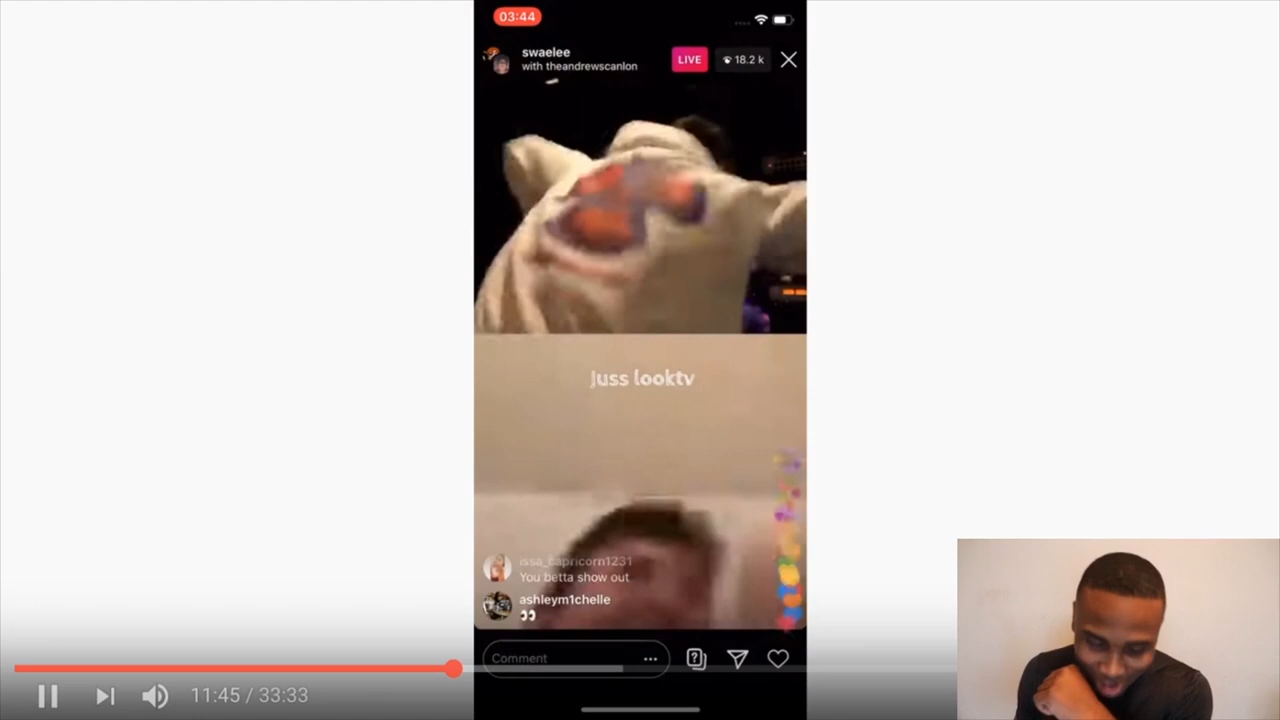 03:44
swaelee
with theandrewscanlon
LIVE
18.2 k
Juss looktv
issa_capricorn1231
You betta show out
ashleym1chelle
Comment
11:45 / 33:33